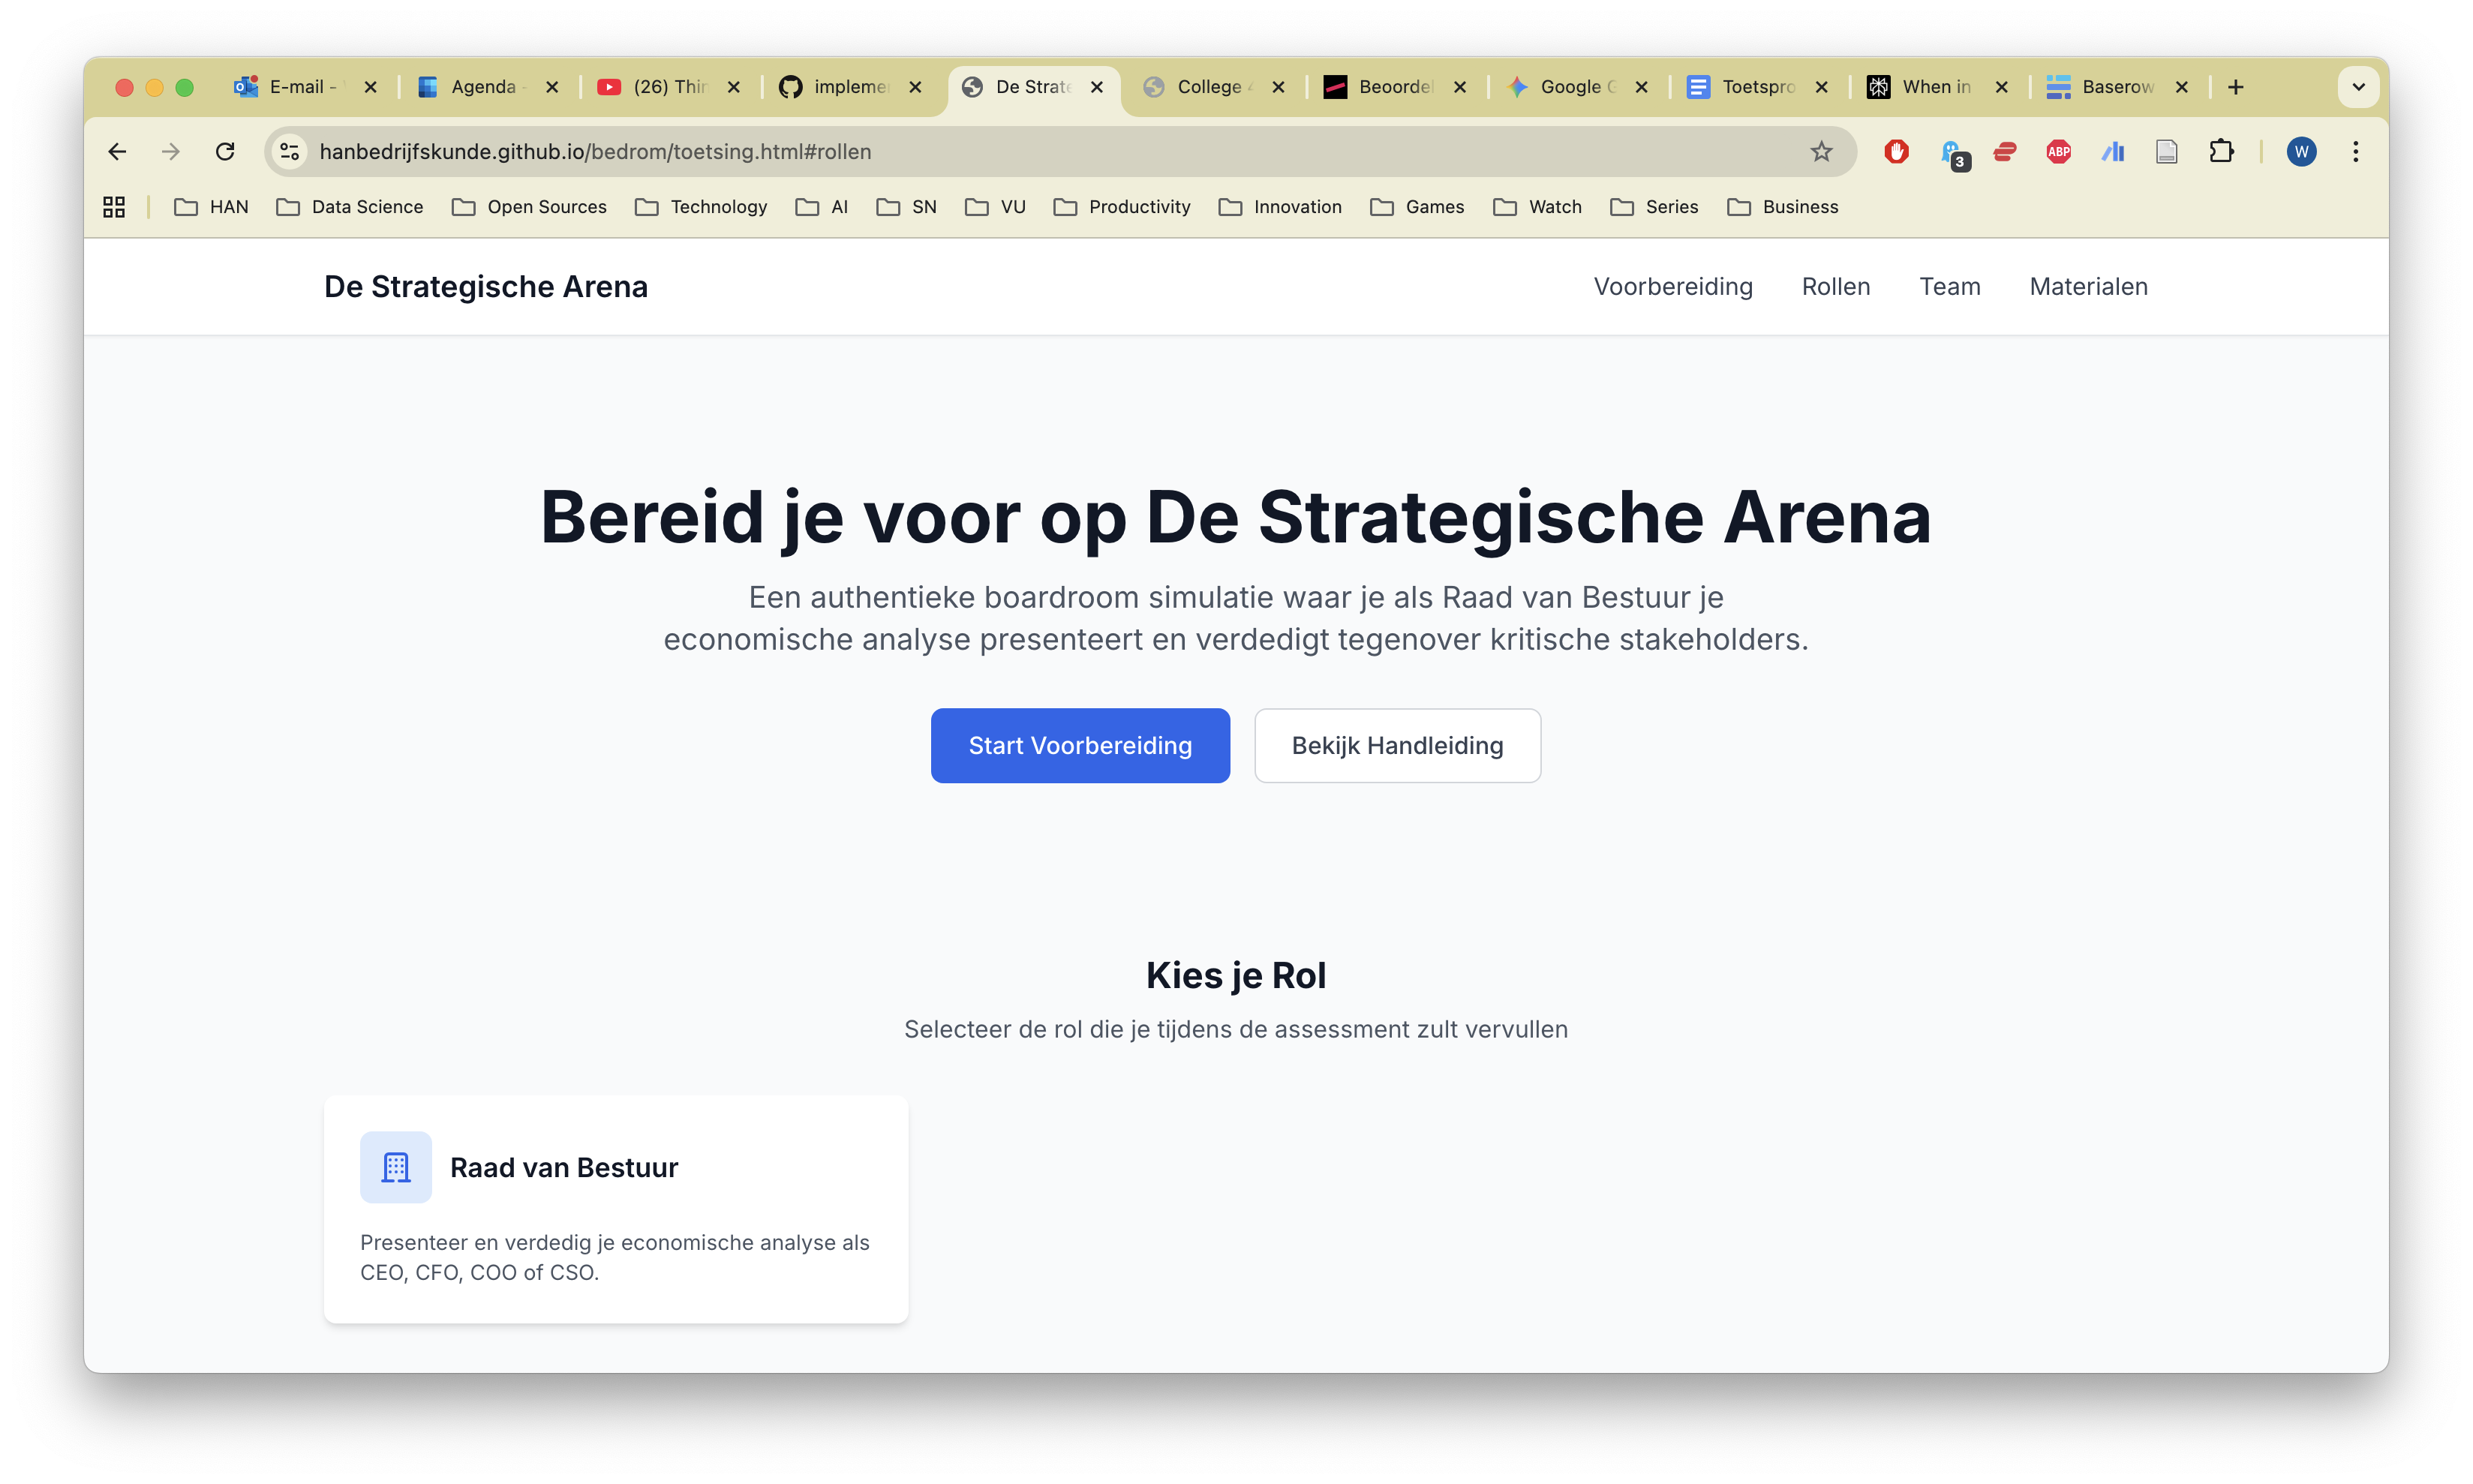 E-mail -
Agenda -
(26) Thin
implemen
De Strate
College 4
Beoordel
Google G
Toetspro
When in
Baserow
hanbedrijfskunde.github.io/bedrom/toetsing.html#rollen
3
ABP
W
HAN
Data Science
Open Sources
Technology
AI
SN
VU
Productivity
Innovation
Games
Watch
Series
Business
De Strategische Arena
Voorbereiding
Rollen
Team
Materialen
Bereid je voor op De Strategische Arena
Een authentieke boardroom simulatie waar je als Raad van Bestuur je
economische analyse presenteert en verdedigt tegenover kritische stakeholders.
Start Voorbereiding
Bekijk Handleiding
Kies je Rol
Selecteer de rol die je tijdens de assessment zult vervullen
Raad van Bestuur
Presenteer en verdedig je economische analyse als
CEO, CFO, COO of CSO.